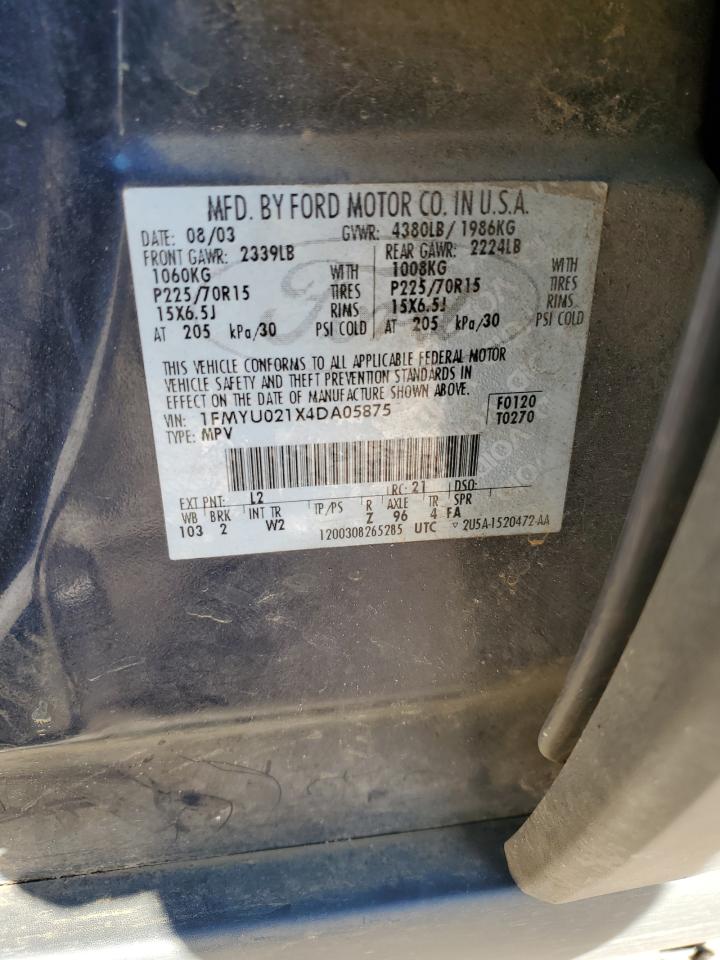 MFD. BY FORD MOTOR CO. IN U.S.A.
DATE: 08/03 GVWR: 4380LB/ 1986KG
FRONT GAWR: 2339LB REAR GAWR: 2224LB
1060KG WITH 1008KG WITH
P225/70R15 TIRES P225/70R15 TIRES
15X6.5J RIMS 15X6.5J RIMS
AT 205 kPa/30 PSI COLD AT 205 kPa/30 PSI COLD
THIS VEHICLE CONFORMS TO ALL APPLICABLE FEDERAL MOTOR
VEHICLE SAFETY AND THEFT PREVENTION STANDARDS IN
EFFECT ON THE DATE OF MANUFACTURE SHOWN ABOVE.
VIN: 1FMYU021X4DA05875 F0120
TYPE: MPV T0270
EXT PNT: L2 RC: 21 DSO:
WB BRK INT TR TP/PS R AXLE TR SPR
103 2 W2 Z 96 4 FA
12003082652B5 UTC ▽ 2U5A-1520472-AA
Ford